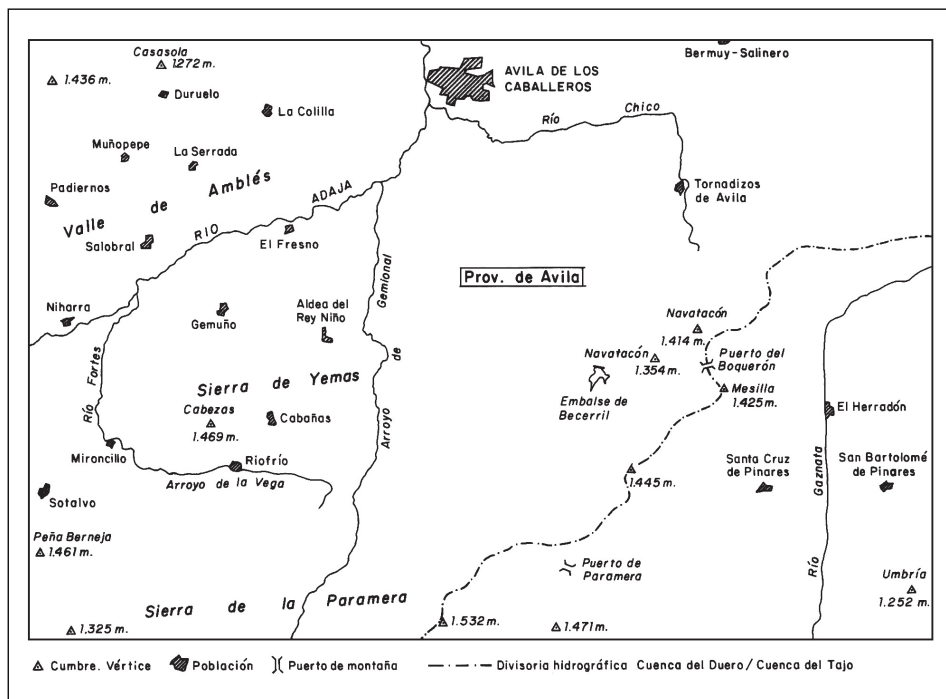 Casasola
1.272 m.
1.436 m.
Duruelo
La Colilla
AVILA DE LOS
CABALLEROS
Bermuy-Salinero
Río Chico
Muñopepe
La Serrada
Padiernos
Valle de Amblés
Salobral
RIO ADAJA
El Fresno
Tornadizos
de Avila
Prov. de Avila
Niharra
Gemuño
Aldea del
Rey Niño
Arroyo de Gemional
Navatacón
1.414 m.
Navatacón
1.354 m.
Puerto del
Boquerón
Mesilla
1.425 m.
Embalse de
Becerril
Río Fortes
Sierra de Yemas
Cabezas
1.469 m.
Cabañas
El Herradón
Mironcillo
Riofrío
Arroyo de la Vega
Sotalvo
1.445 m.
Santa Cruz
de Pinares
San Bartolomé
de Pinares
Río Gaznata
Peña Berneja
1.461 m.
Puerto de
Paramera
Umbría
1.252 m.
Sierra de la Paramera
1.325 m.
1.532 m.
1.471 m.
Cumbre. Vértice
Población
Puerto de montaña
Divisoria hidrográfica Cuenca del Duero / Cuenca del Tajo